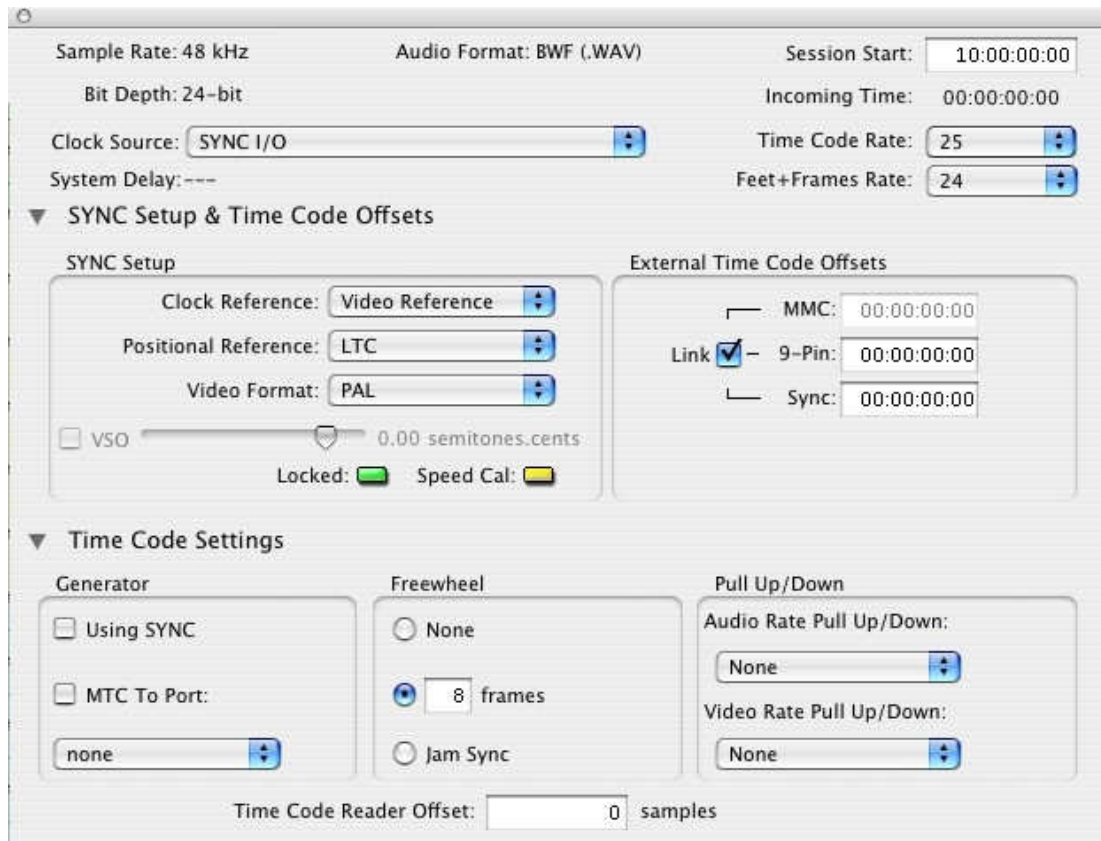 Sample Rate: 48 kHz
Audio Format: BWF (.WAV)
Session Start: 10:00:00:00
Bit Depth: 24-bit
Incoming Time: 00:00:00:00
Clock Source: SYNC I/O
Time Code Rate: 25
System Delay:---
Feet+Frames Rate: 24
SYNC Setup & Time Code Offsets
SYNC Setup
Clock Reference: Video Reference
Positional Reference: LTC
Video Format: PAL
VSO 0.00 semitones.cents
Locked: Speed Cal:
External Time Code Offsets
MMC: 00:00:00:00
Link 9-Pin: 00:00:00:00
Sync: 00:00:00:00
Time Code Settings
Generator
Using SYNC
MTC To Port:
none
Freewheel
None
8 frames
Jam Sync
Pull Up/Down
Audio Rate Pull Up/Down:
None
Video Rate Pull Up/Down:
None
Time Code Reader Offset: 0 samples